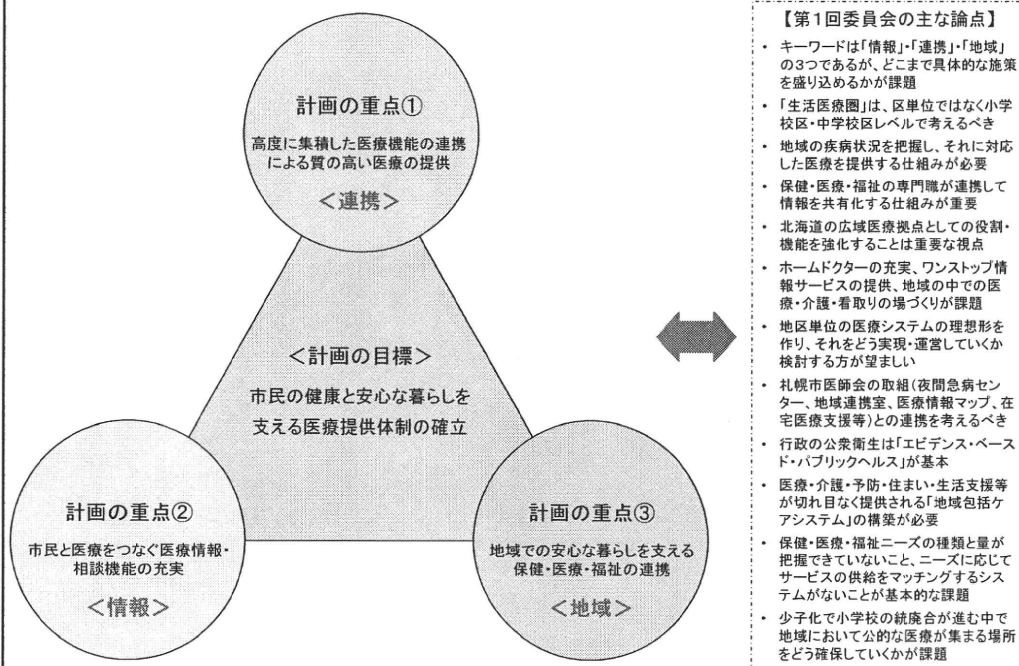 計画の重点①
高度に集積した医療機能の連携
による質の高い医療の提供
＜連携＞
＜計画の目標＞
市民の健康と安心な暮らしを
支える医療提供体制の確立
計画の重点②
市民と医療をつなぐ医療情報・
相談機能の充実
＜情報＞
計画の重点③
地域での安心な暮らしを支える
保健・医療・福祉の連携
＜地域＞
【第1回委員会の主な論点】
・ キーワードは「情報」・「連携」・「地域」
の3つであるが、どこまで具体的な施策
を盛り込めるかが課題
・ 「生活医療圏」は、区単位ではなく小学
校区・中学校区レベルで考えるべき
・ 地域の疾病状況を把握し、それに対応
した医療を提供する仕組みが必要
・ 保健・医療・福祉の専門職が連携して
情報を共有化する仕組みが重要
・ 北海道の広域医療拠点としての役割・
機能を強化することは重要な視点
・ ホームドクターの充実、ワンストップ情
報サービスの提供、地域の中での医
療・介護・看取りの場づくりが課題
・ 地区単位の医療システムの理想形を
作り、それをどう実現・運営していくか
検討する方が望ましい
・ 札幌市医師会の取組(夜間急病セン
ター、地域連携室、医療情報マップ、在
宅医療支援等)との連携を考えるべき
・ 行政の公衆衛生は「エビデンス・ベース
ド・パブリックヘルス」が基本
・ 医療・介護・予防・住まい・生活支援等
が切れ目なく提供される「地域包括ケ
アシステム」の構築が必要
・ 保健・医療・福祉ニーズの種類と量が
把握できていないこと、ニーズに応じて
サービスの供給をマッチングするシス
テムがないことが基本的な課題
・ 少子化で小学校の統廃合が進む中で
地域において公的な医療が集まる場所
をどう確保していくかが課題